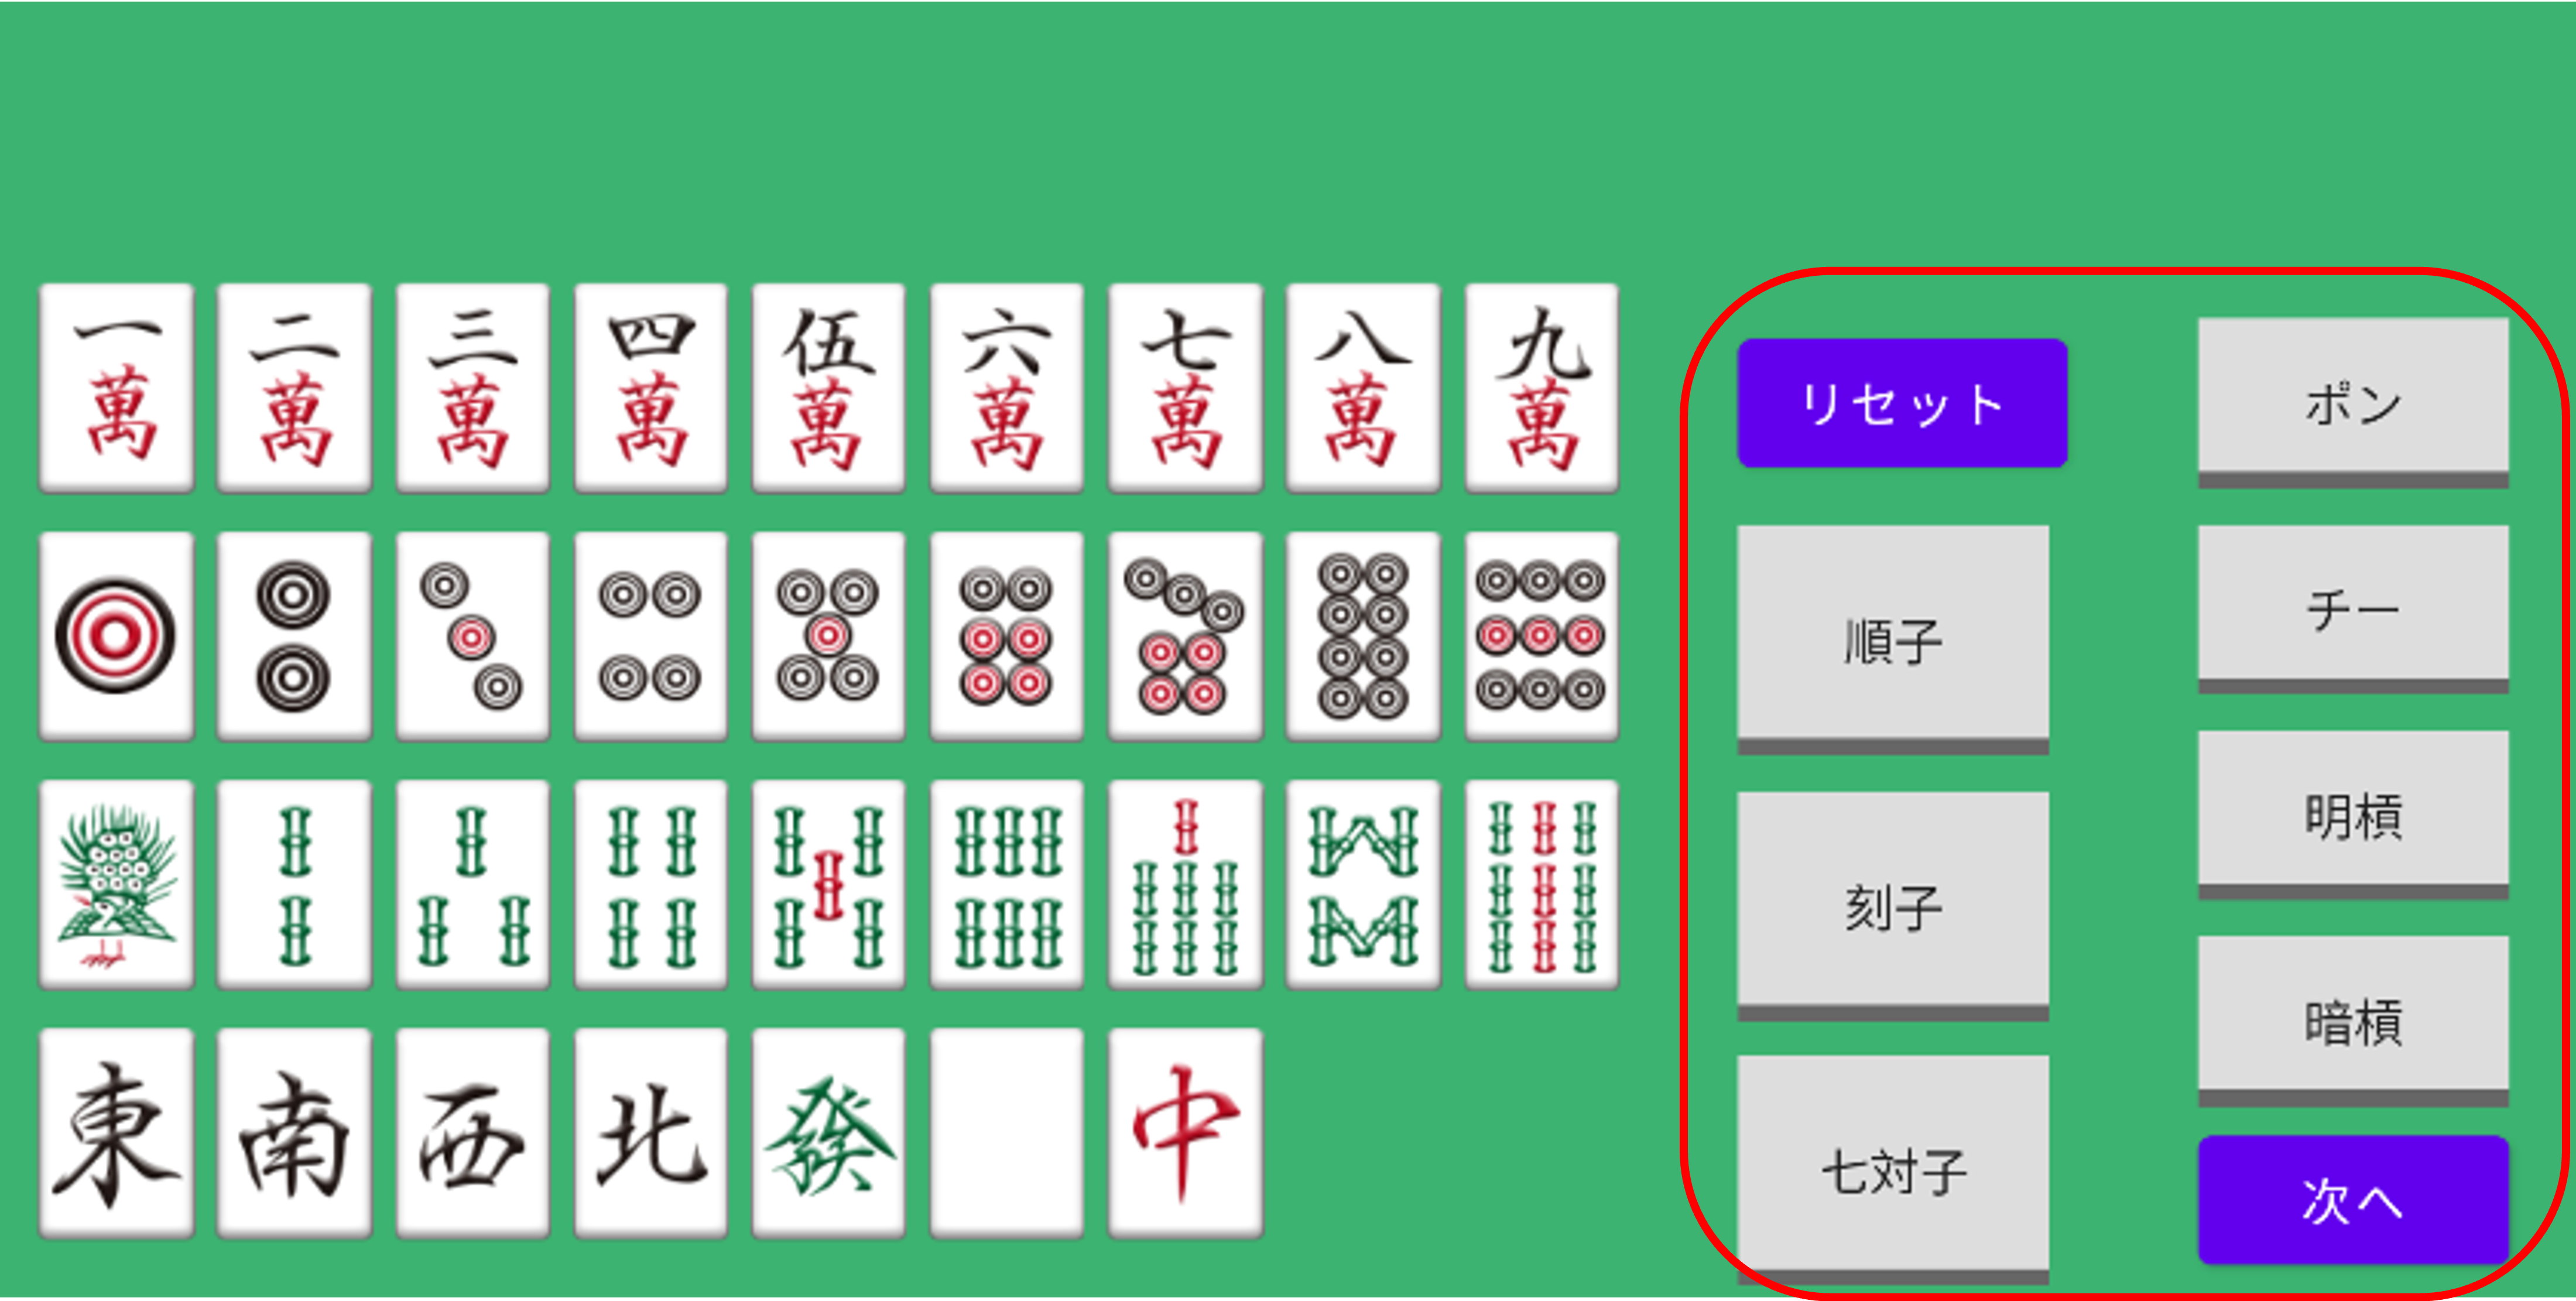 一萬 二萬 三萬 四萬 伍萬 六萬 七萬 八萬 九萬
東 南 西 北 發 中
リセット
順子
刻子
七対子
ポン
チー
明槓
暗槓
次へ